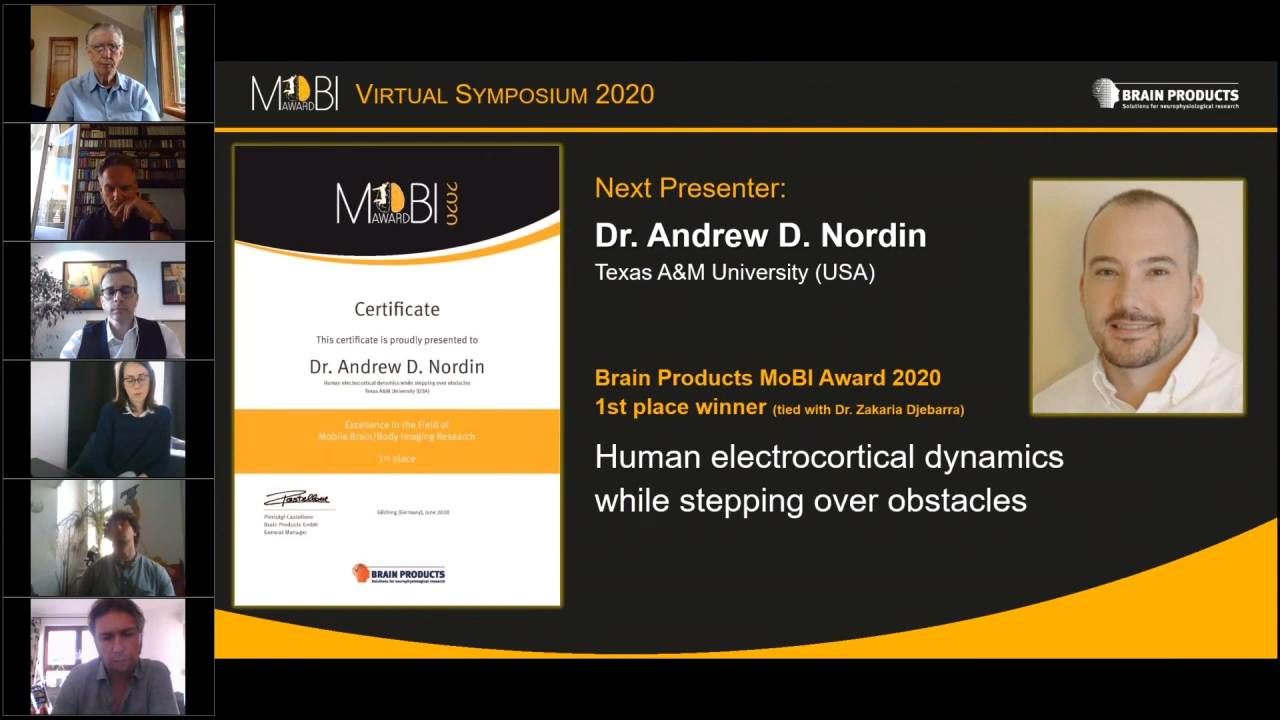 MOBI AWARD
VIRTUAL SYMPOSIUM 2020
BRAIN PRODUCTS
Solutions for neurophysiological research
MOBI AWARD 2020
Certificate
This certificate is proudly presented to
Dr. Andrew D. Nordin
Human electrocortical dynamics while stepping over obstacles
Texas A&M University (USA)
Excellence in the Field of
Mobile Brain/Body Imaging Research
1st place
Pierluigi Castellone
Brain Products GmbH
General Manager
Gilching (Germany), June 2020
BRAIN PRODUCTS
Solutions for neurophysiological research
Next Presenter:
Dr. Andrew D. Nordin
Texas A&M University (USA)
Brain Products MoBI Award 2020
1st place winner (tied with Dr. Zakaria Djebarra)
Human electrocortical dynamics
while stepping over obstacles